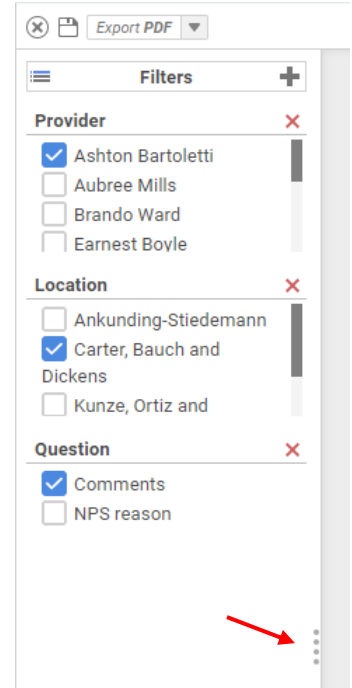 Export PDF
Filters
Provider
Ashton Bartoletti
Aubree Mills
Brando Ward
Earnest Boyle
Location
Ankunding-Stiedemann
Carter, Bauch and
Dickens
Kunze, Ortiz and
Question
Comments
NPS reason